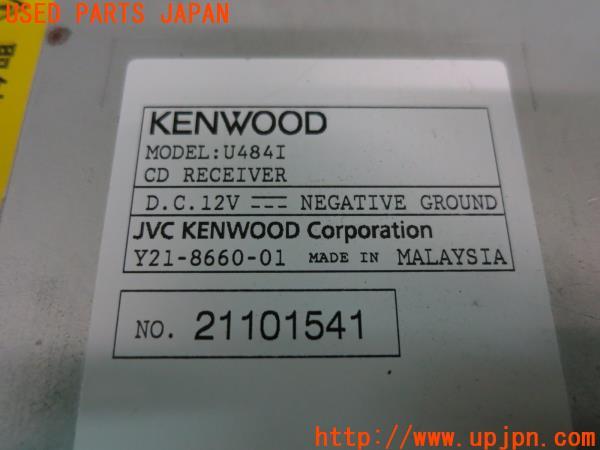 USED PARTS JAPAN
KENWOOD
MODEL:U484I
CD RECEIVER
D.C.12V NEGATIVE GROUND
JVC KENWOOD Corporation
Y21-8660-01 MADE IN MALAYSIA
NO. 21101541
UPJ
http://www.upjpn.com